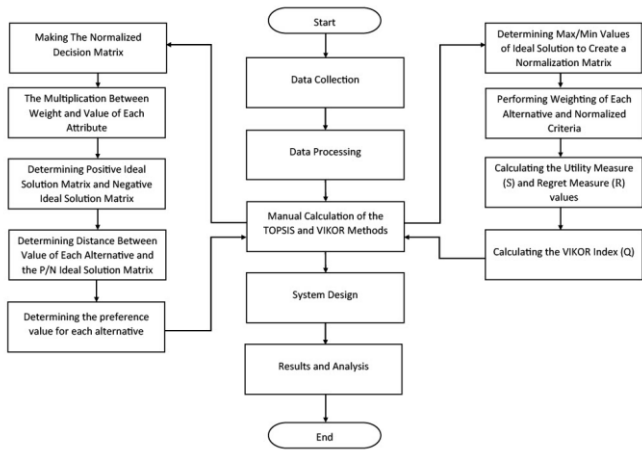 Start
Data Collection
Data Processing
Manual Calculation of the
TOPSIS and VIKOR Methods
System Design
Results and Analysis
End
Making The Normalized
Decision Matrix
The Multiplication Between
Weight and Value of Each
Attribute
Determining Positive Ideal
Solution Matrix and Negative
Ideal Solution Matrix
Determining Distance Between
Value of Each Alternative and
the P/N Ideal Solution Matrix
Determining the preference
value for each alternative
Determining Max/Min Values
of Ideal Solution to Create a
Normalization Matrix
Performing Weighting of Each
Alternative and Normalized
Criteria
Calculating the Utility Measure
(S) and Regret Measure (R)
values
Calculating the VIKOR Index (Q)